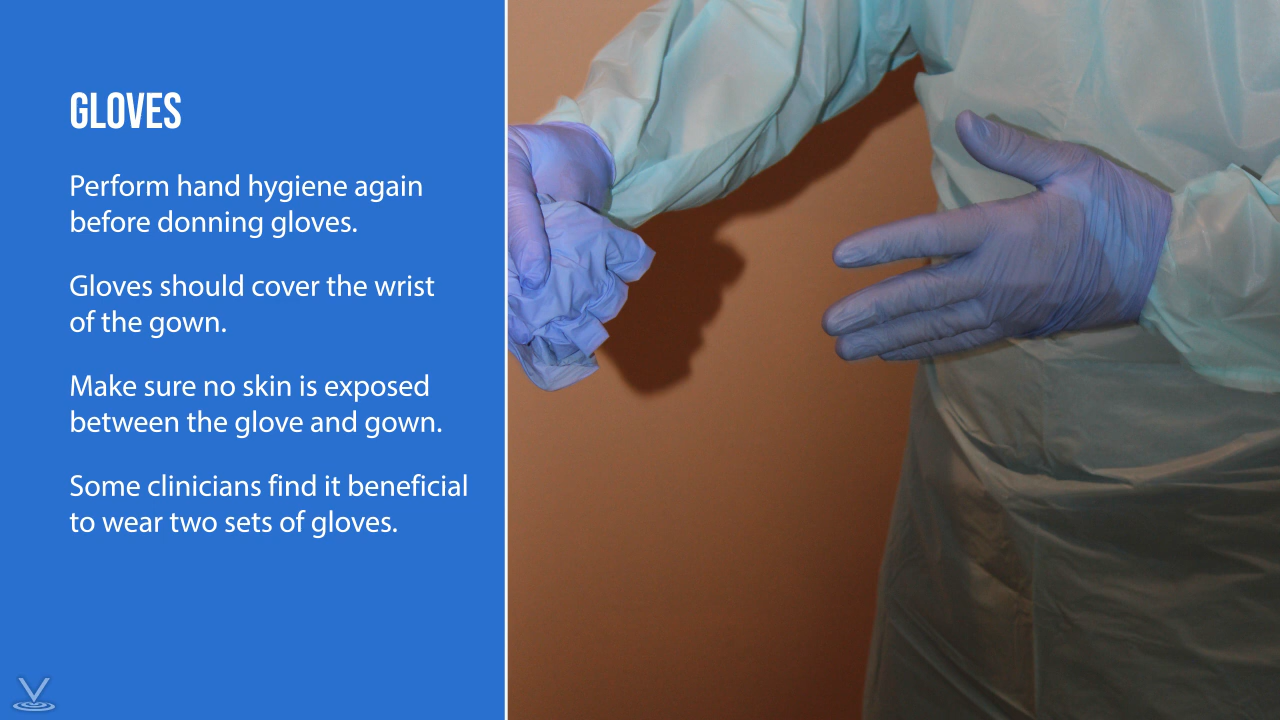 GLOVES
Perform hand hygiene again
before donning gloves.
Gloves should cover the wrist
of the gown.
Make sure no skin is exposed
between the glove and gown.
Some clinicians find it beneficial
to wear two sets of gloves.